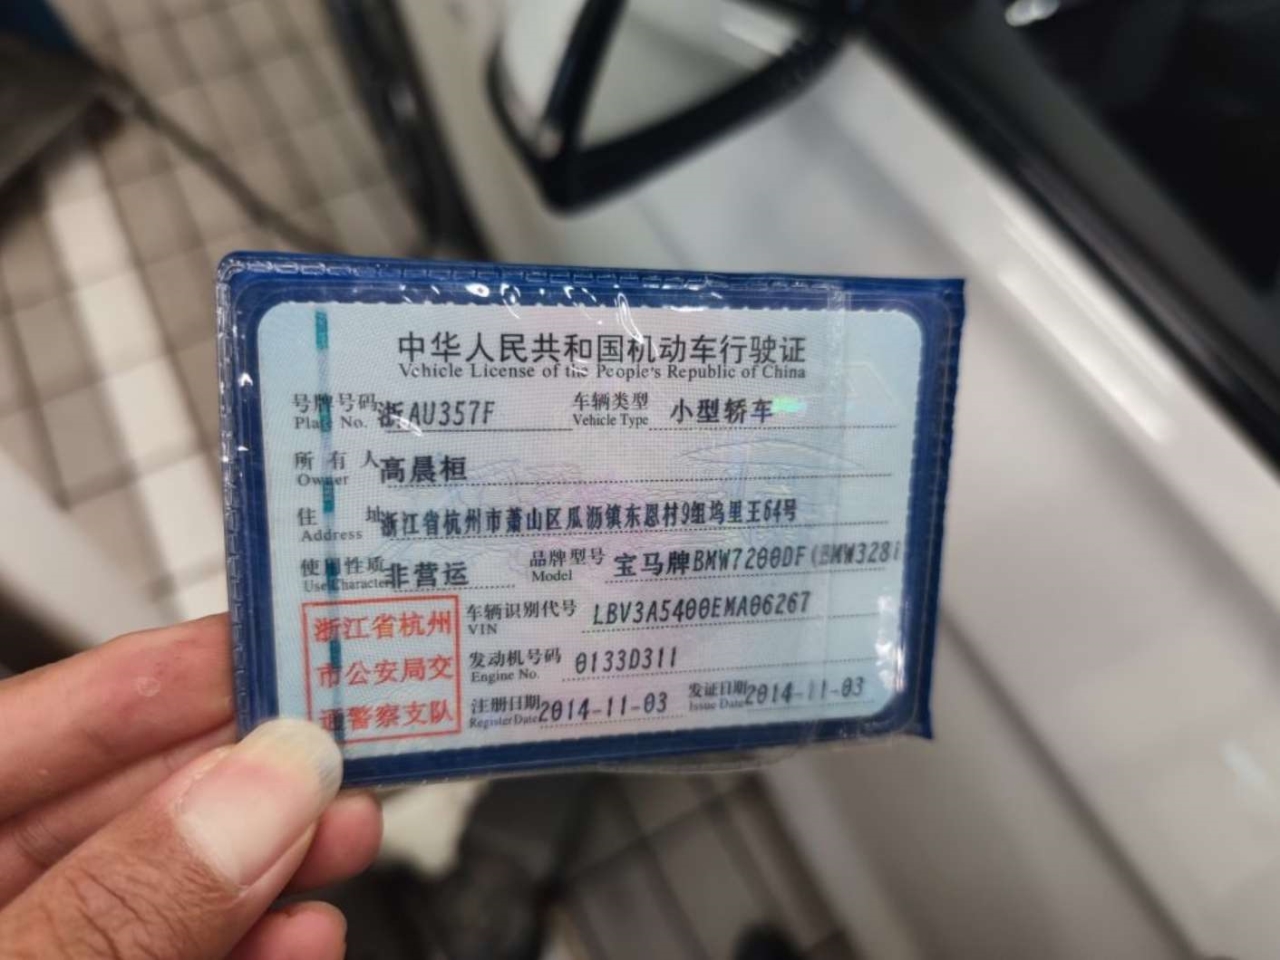 中华人民共和国机动车行驶证
Vehicle License of the People's Republic of China
号牌号码 浙AU357F 车辆类型 小型轿车
Plate No. Vehicle Type
所有人 高晨桓
Owner
住址 浙江省杭州市萧山区瓜沥镇东恩村9组坞里王64号
Address
使用性质 非营运 品牌型号 宝马牌BMW7200DF(BMW328i
Use Character Model
浙江省杭州
市公安局交
通警察支队
车辆识别代号 LBV3A5400EMA06267
VIN
发动机号码 0133D311
Engine No.
注册日期 2014-11-03 发证日期 2014-11-03
Register Date Issue Date